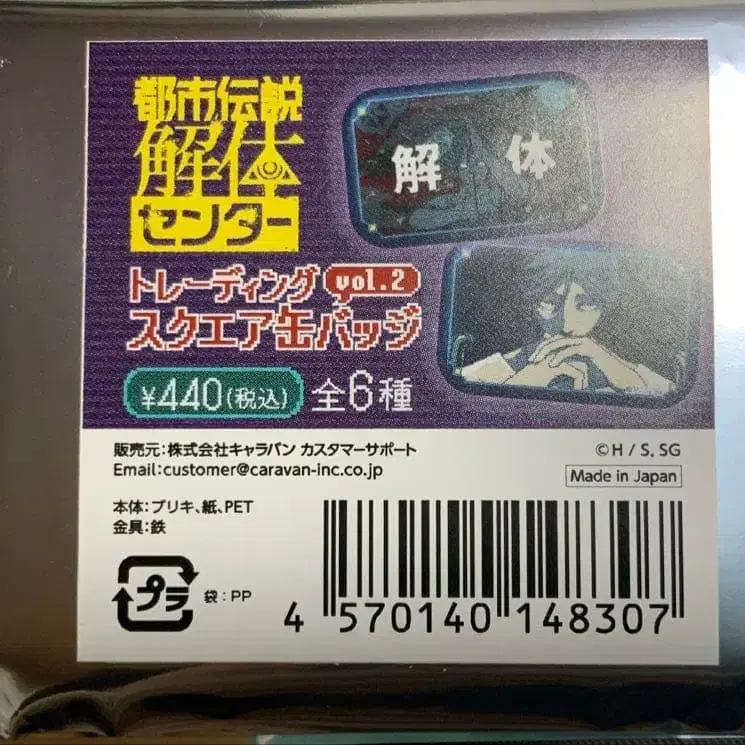 都市伝説
解体
センター
解 体
トレーディング vol.2
スクエア缶バッジ
¥440(税込) 全6種
販売元:株式会社キャラバン カスタマーサポート
Email:customer@caravan-inc.co.jp
©H / S, SG
Made in Japan
本体:ブリキ、紙、PET
金具:鉄
プラ 袋:PP
4 570140 148307